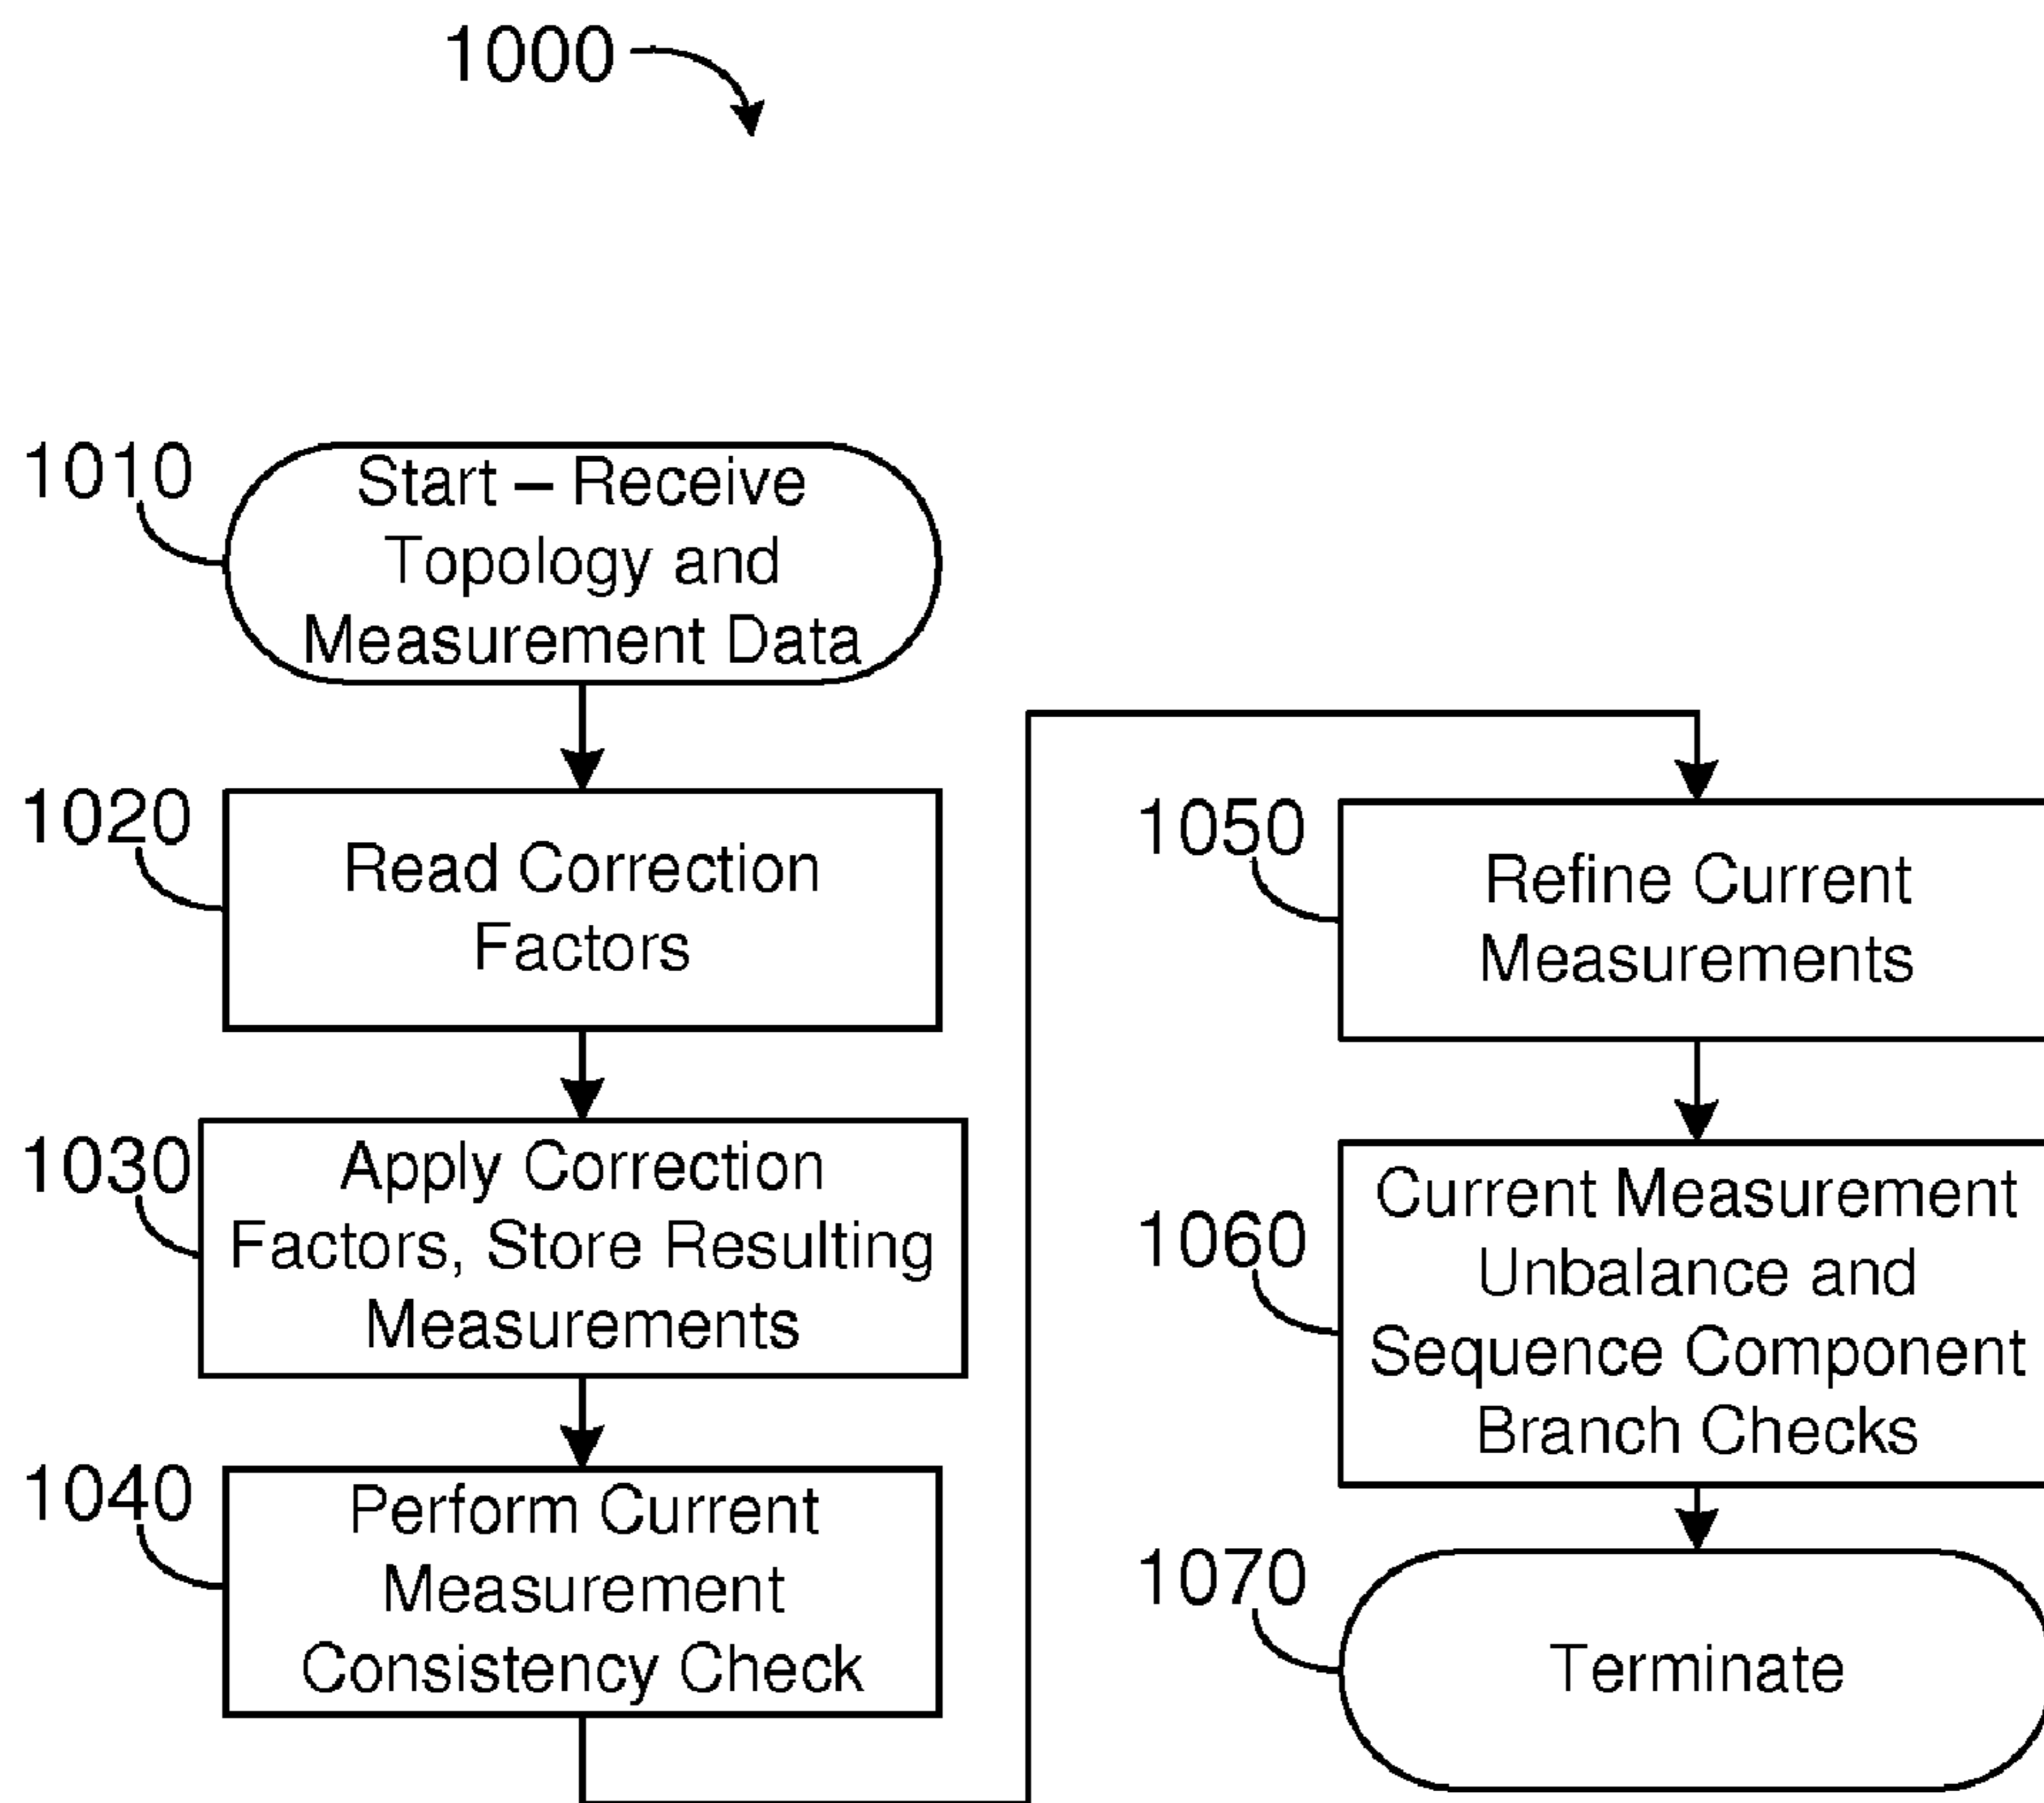 1000
1010
Start – Receive
Topology and
Measurement Data
1020
Read Correction
Factors
1030
Apply Correction
Factors, Store Resulting
Measurements
1040
Perform Current
Measurement
Consistency Check
1050
Refine Current
Measurements
1060
Current Measurement
Unbalance and
Sequence Component
Branch Checks
1070
Terminate